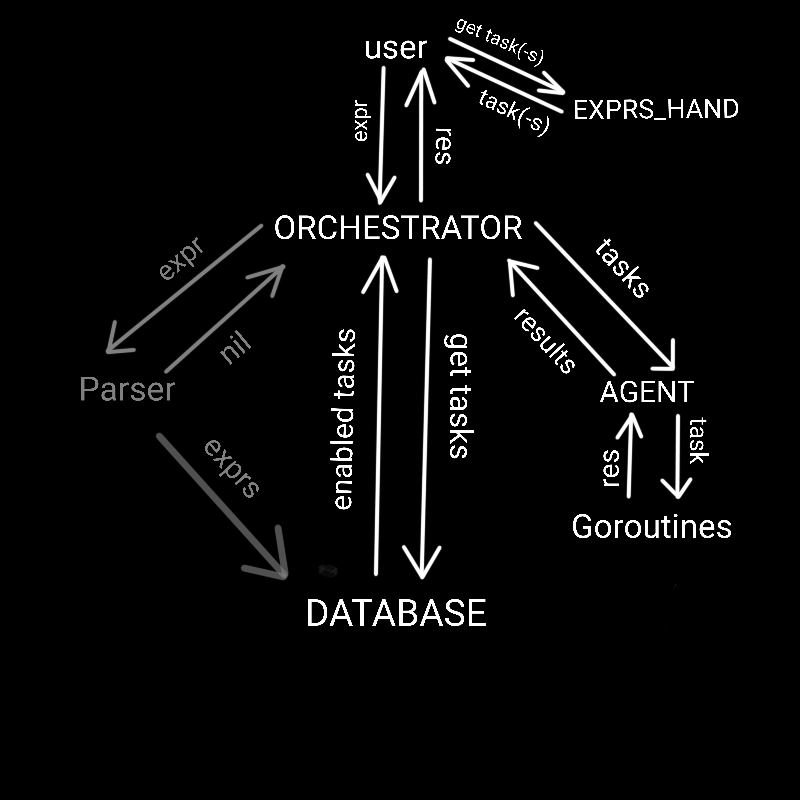 user
get task(-s)
task(-s)
EXPRS_HAND
expr
res
ORCHESTRATOR
expr
nil
tasks
results
Parser
enabled tasks
get tasks
AGENT
exprs
res
task
Goroutines
DATABASE